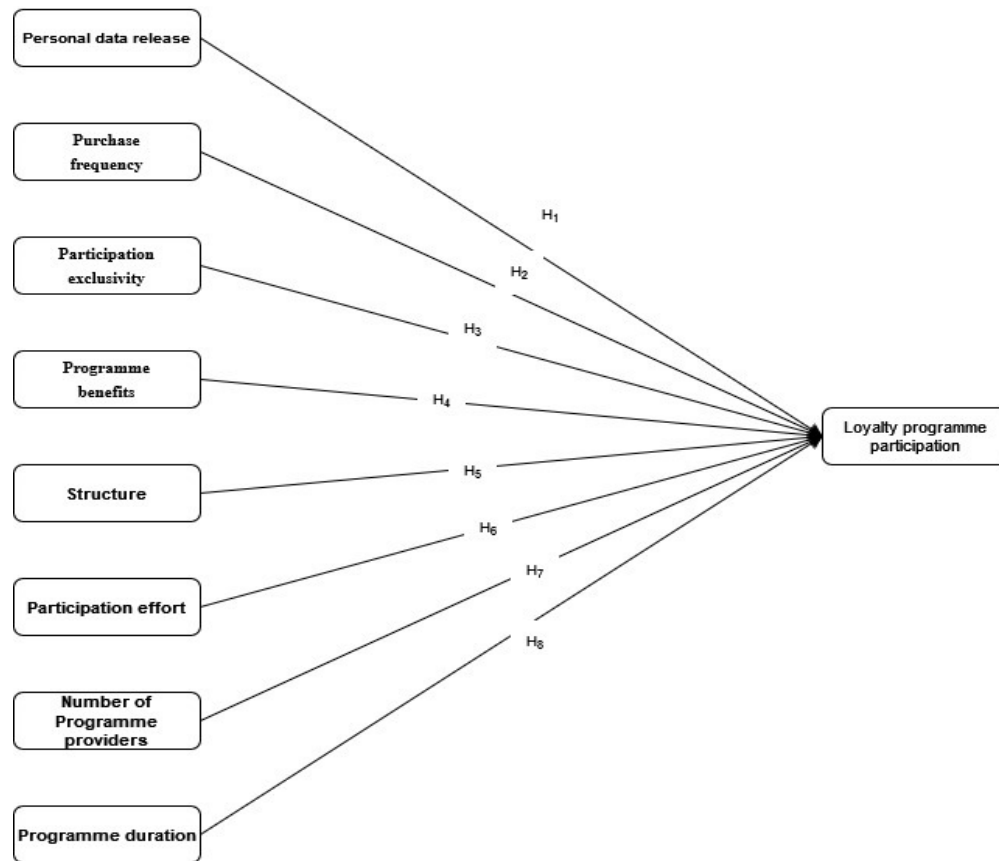 Personal data release
Purchase
frequency
Participation
exclusivity
Programme
benefits
Structure
Participation effort
Number of
Programme
providers
Programme duration
H1
H2
H3
H4
H5
H6
H7
H8
Loyalty programme
participation